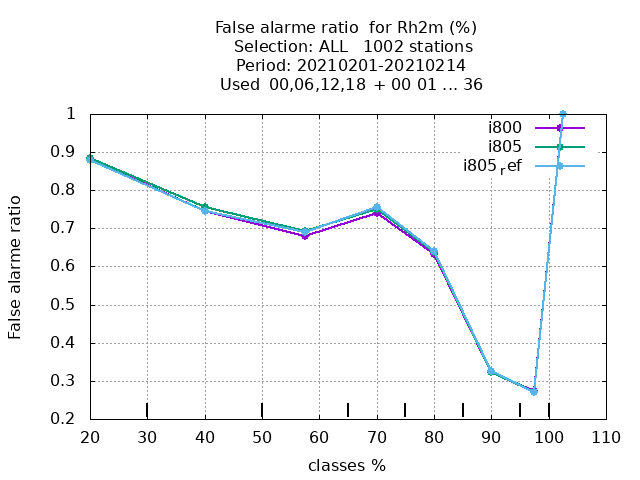 False alarme ratio for Rh2m (%)
Selection: ALL 1002 stations
Period: 20210201-20210214
Used 00,06,12,18 + 00 01 ... 36
i800
i805
i805ref
False alarme ratio
1
0.9
0.8
0.7
0.6
0.5
0.4
0.3
0.2
20 30 40 50 60 70 80 90 100 110
classes %